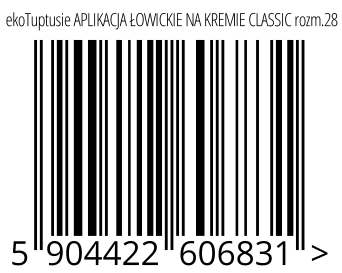 ekoTuptusie APLIKACJA ŁOWICKIE NA KREMIE CLASSIC rozm.28
5 904422 606831 >